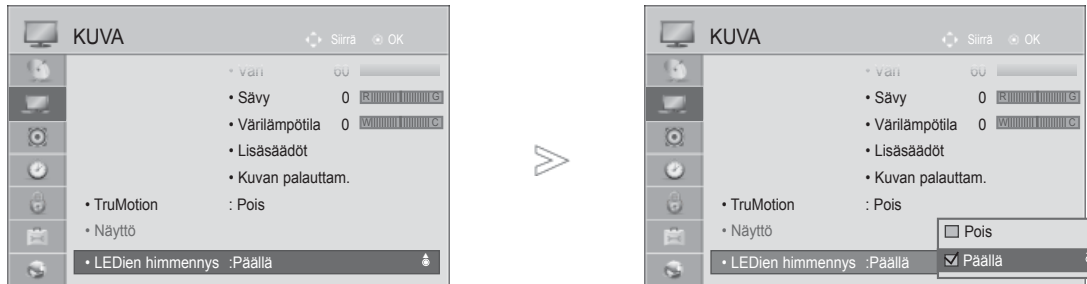 KUVA Siirrä OK
• Väri 60
• Sävy 0 R G
• Värilämpötila 0 W C
• Lisäsäädöt
• Kuvan palauttam.
• TruMotion : Pois
• Näyttö
• LEDien himmennys :Päällä
KUVA Siirrä OK
• Väri 60
• Sävy 0 R G
• Värilämpötila 0 W C
• Lisäsäädöt
• Kuvan palauttam.
• TruMotion : Pois
• Näyttö
• LEDien himmennys :Päällä
Pois
Päällä